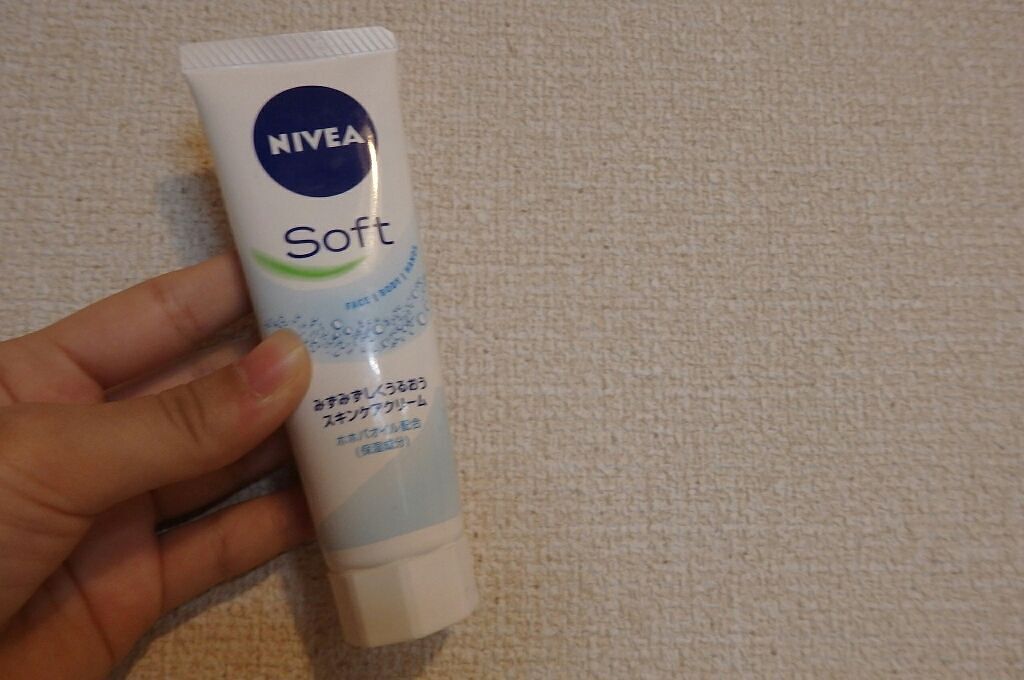 NIVEA
Soft
FACE | BODY | HANDS
みずみずしくうるおう
スキンケアクリーム
ホホバオイル配合
(保湿成分)